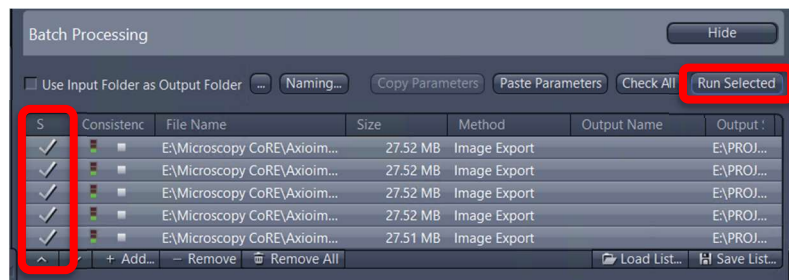 Batch Processing Hide
Use Input Folder as Output Folder ... Naming... Copy Parameters Paste Parameters Check All Run Selected
S Consistenc File Name Size Method Output Name Output S
E:\Microscopy CoRE\Axioim... 27.52 MB Image Export E:\PROJ...
E:\Microscopy CoRE\Axioim... 27.52 MB Image Export E:\PROJ...
E:\Microscopy CoRE\Axioim... 27.52 MB Image Export E:\PROJ...
E:\Microscopy CoRE\Axioim... 27.52 MB Image Export E:\PROJ...
E:\Microscopy CoRE\Axioim... 27.51 MB Image Export E:\PROJ...
+ Add... − Remove Remove All Load List... Save List...